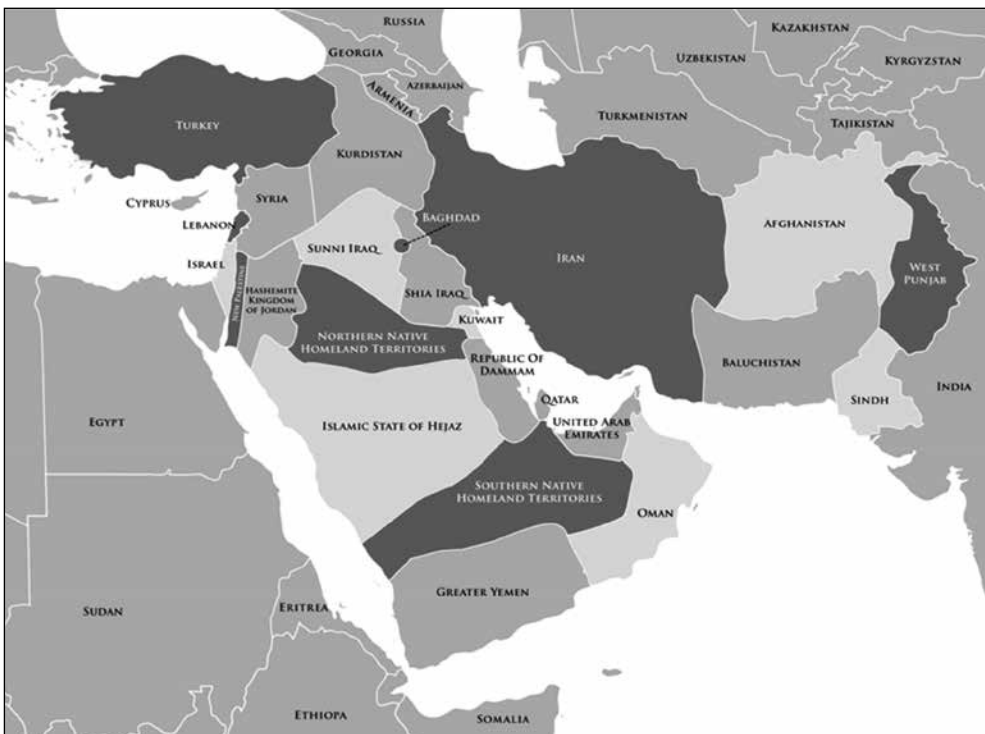 RUSSIA
KAZAKHSTAN
GEORGIA
UZBEKISTAN
KYRGYZSTAN
ARMENIA
AZERBAIJAN
TURKMENISTAN
TAJIKISTAN
TURKEY
KURDISTAN
CYPRUS
SYRIA
BAGHDAD
LEBANON
AFGHANISTAN
SUNNI IRAQ
IRAN
WEST
PUNJAB
ISRAEL
NEW PALESTINE
HASHEMITE
KINGDOM
OF JORDAN
SHIA IRAQ
KUWAIT
NORTHERN NATIVE
HOMELAND TERRITORIES
REPUBLIC OF
DAMMAM
BALUCHISTAN
INDIA
QATAR
SINDH
EGYPT
ISLAMIC STATE OF HEJAZ
UNITED ARAB
EMIRATES
SOUTHERN NATIVE
HOMELAND TERRITORIES
OMAN
GREATER YEMEN
SUDAN
ERITREA
ETHIOPA
SOMALIA